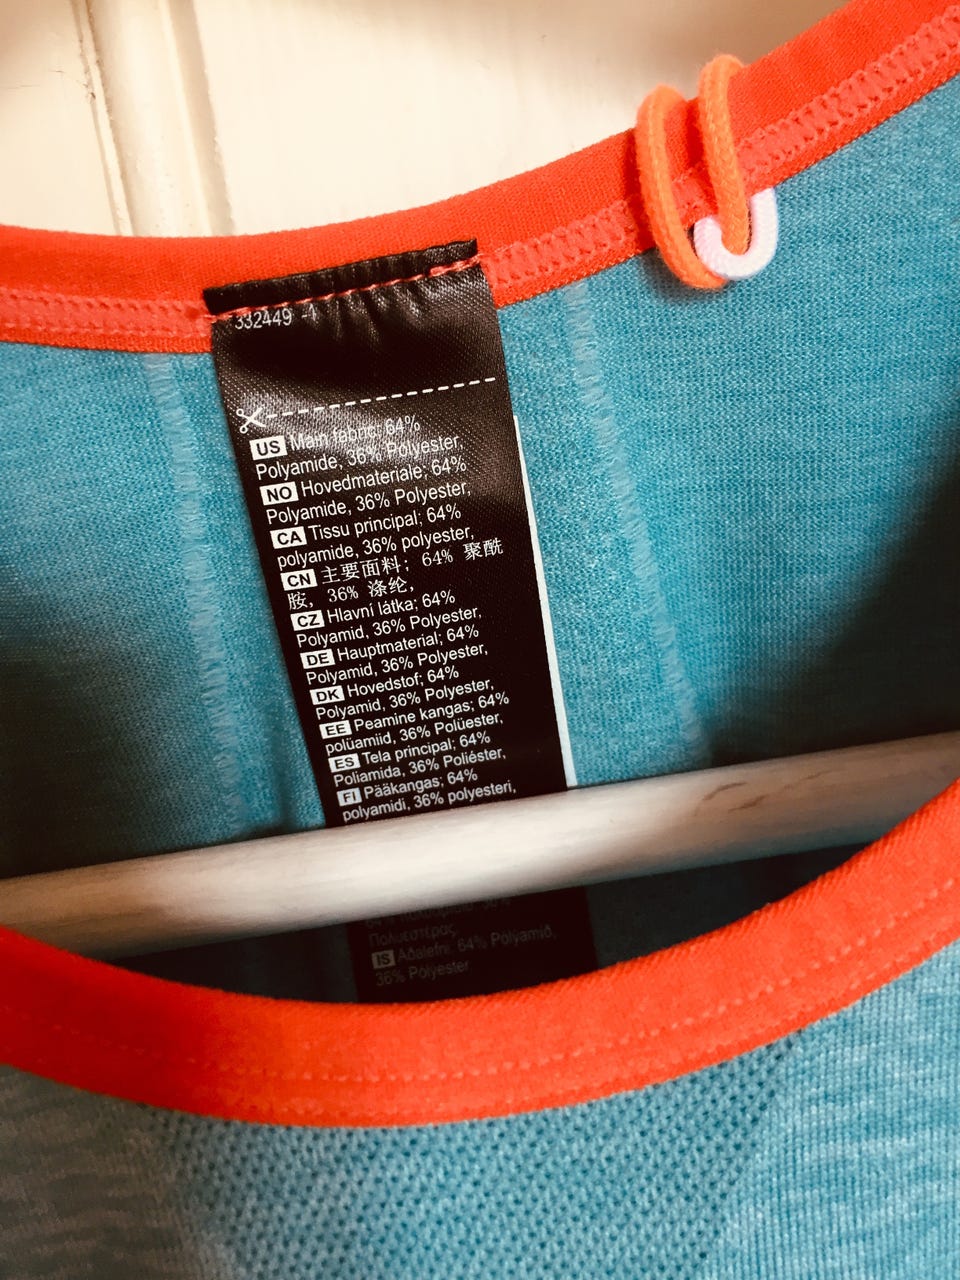 332449 -4
US Main fabric; 64%
Polyamide, 36% Polyester,
NO Hovedmateriale; 64%
Polyamide, 36% Polyester,
CA Tissu principal; 64%
polyamide, 36% polyester,
CN 主要面料; 64% 聚酰
胺, 36% 涤纶,
CZ Hlavní látka; 64%
Polyamid, 36% Polyester,
DE Hauptmaterial; 64%
Polyamid, 36% Polyester,
DK Hovedstof; 64%
Polyamid, 36% Polyester,
EE Peamine kangas; 64%
polüamiid, 36% Polüester,
ES Tela principal; 64%
Poliamida, 36% Poliéster,
FI Pääkangas; 64%
polyamidi, 36% polyesteri,
Πολυεστέρας,
IS Aðalefni, 64% Pólýamíð,
36% Pólýester